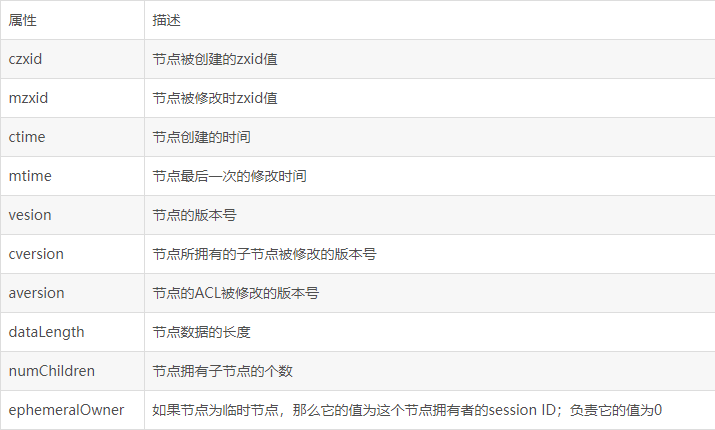 属性 描述
czxid 节点被创建的zxid值
mzxid 节点被修改时zxid值
ctime 节点创建的时间
mtime 节点最后一次的修改时间
vesion 节点的版本号
cversion 节点所拥有的子节点被修改的版本号
aversion 节点的ACL被修改的版本号
dataLength 节点数据的长度
numChildren 节点拥有子节点的个数
ephemeralOwner 如果节点为临时节点，那么它的值为这个节点拥有者的session ID；负责它的值为0